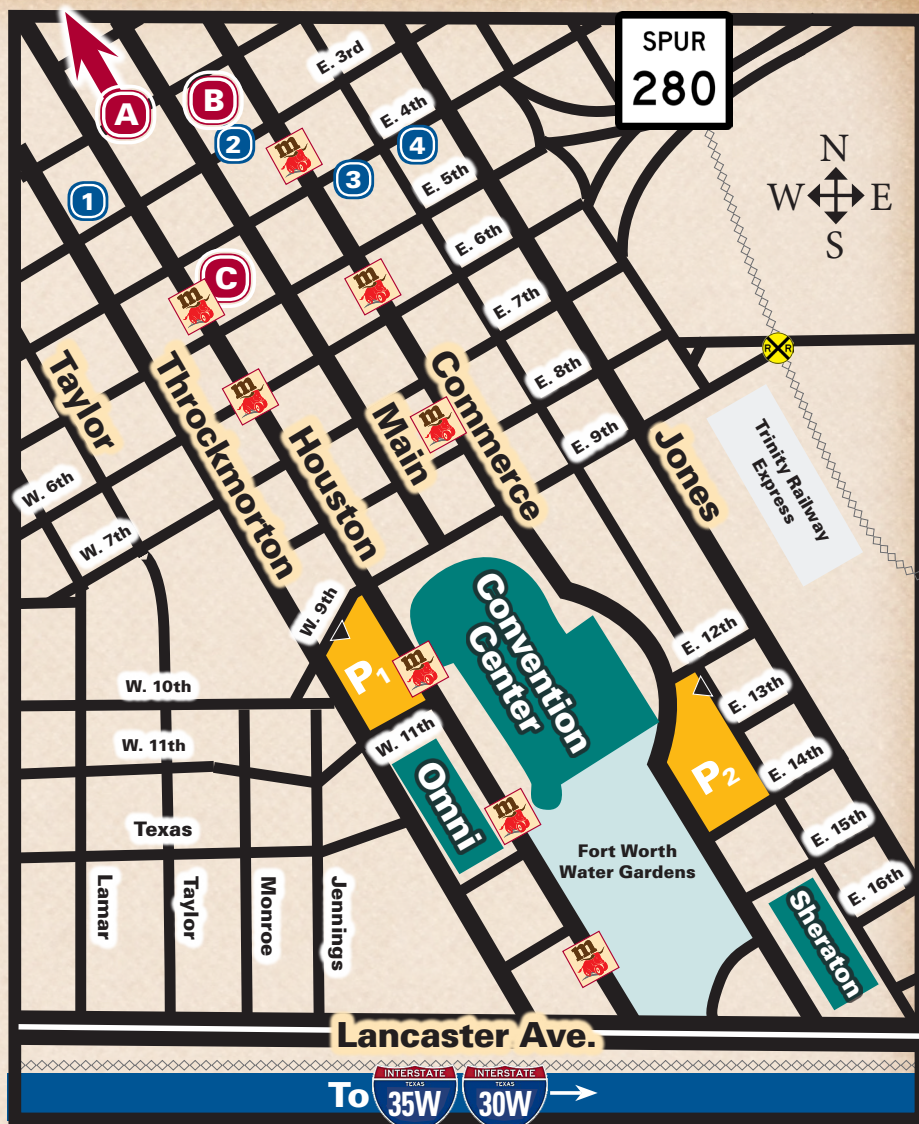 SPUR
280
E. 3rd
A
B
E. 4th
2
m
4
3
E. 5th
1
N
W E
S
E. 6th
C
m
m
E. 7th
R R
Taylor
Throckmorton
Commerce
E. 8th
m
Main
m
Houston
E. 9th
Jones
Trinity Railway
Express
W. 6th
W. 7th
W. 9th
Convention
Center
P1
m
E. 12th
W. 10th
E. 13th
W. 11th
W. 11th
E. 14th
P2
Omni
m
Texas
E. 15th
Fort Worth
Water Gardens
E. 16th
Lamar
Taylor
Monroe
Jennings
Sheraton
m
Lancaster Ave.
To
INTERSTATE
TEXAS
35W
INTERSTATE
TEXAS
30W